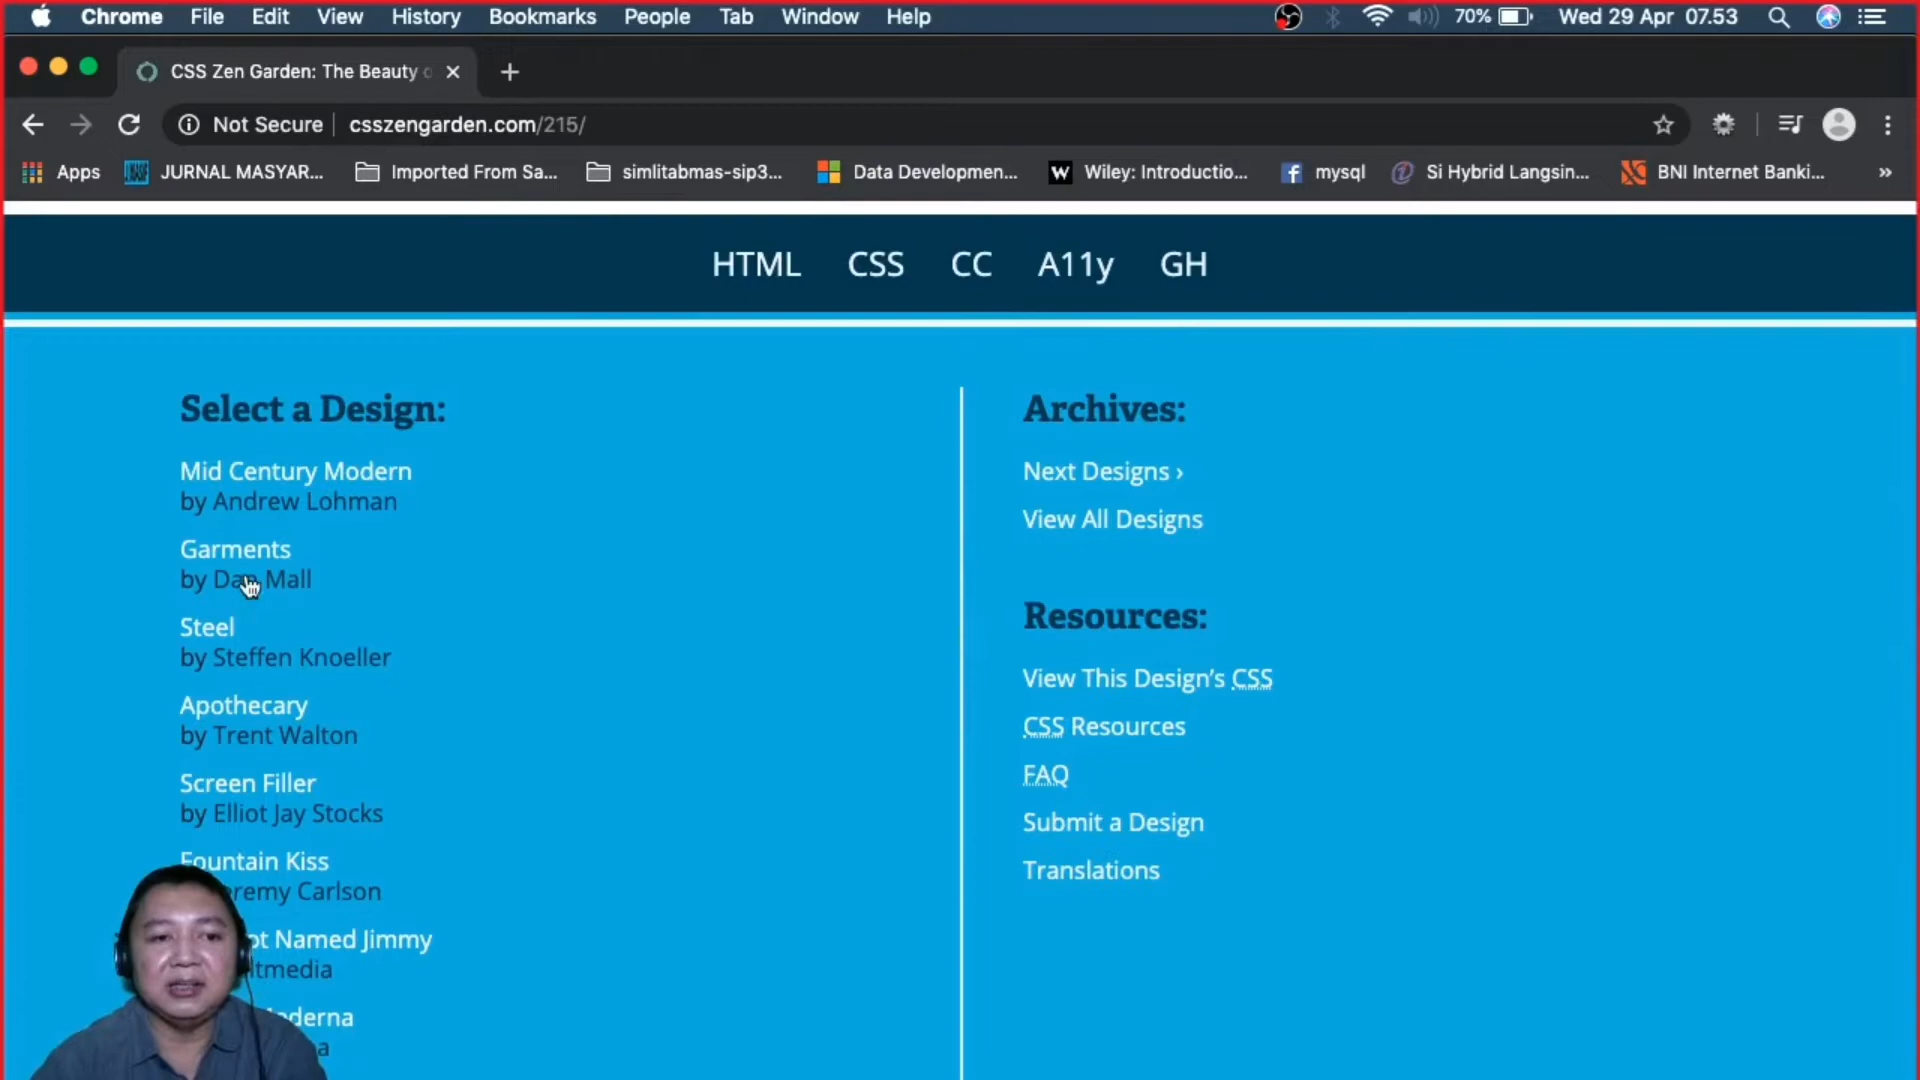 Chrome File Edit View History Bookmarks People Tab Window Help 70% Wed 29 Apr 07.53
CSS Zen Garden: The Beauty
Not Secure csszengarden.com/215/
Apps JURNAL MASYAR... Imported From Sa... simlitabmas-sip3... Data Developmen... W Wiley: Introductio... mysql Si Hybrid Langsin... BNI Internet Banki... »
HTML CSS CC A11y GH
Select a Design:
Mid Century Modern
by Andrew Lohman
Garments
by Dan Mall
Steel
by Steffen Knoeller
Apothecary
by Trent Walton
Screen Filler
by Elliot Jay Stocks
Fountain Kiss
Carlson
Named Jimmy
Archives:
Next Designs ›
View All Designs
Resources:
View This Design’s CSS
CSS Resources
FAQ
Submit a Design
Translations